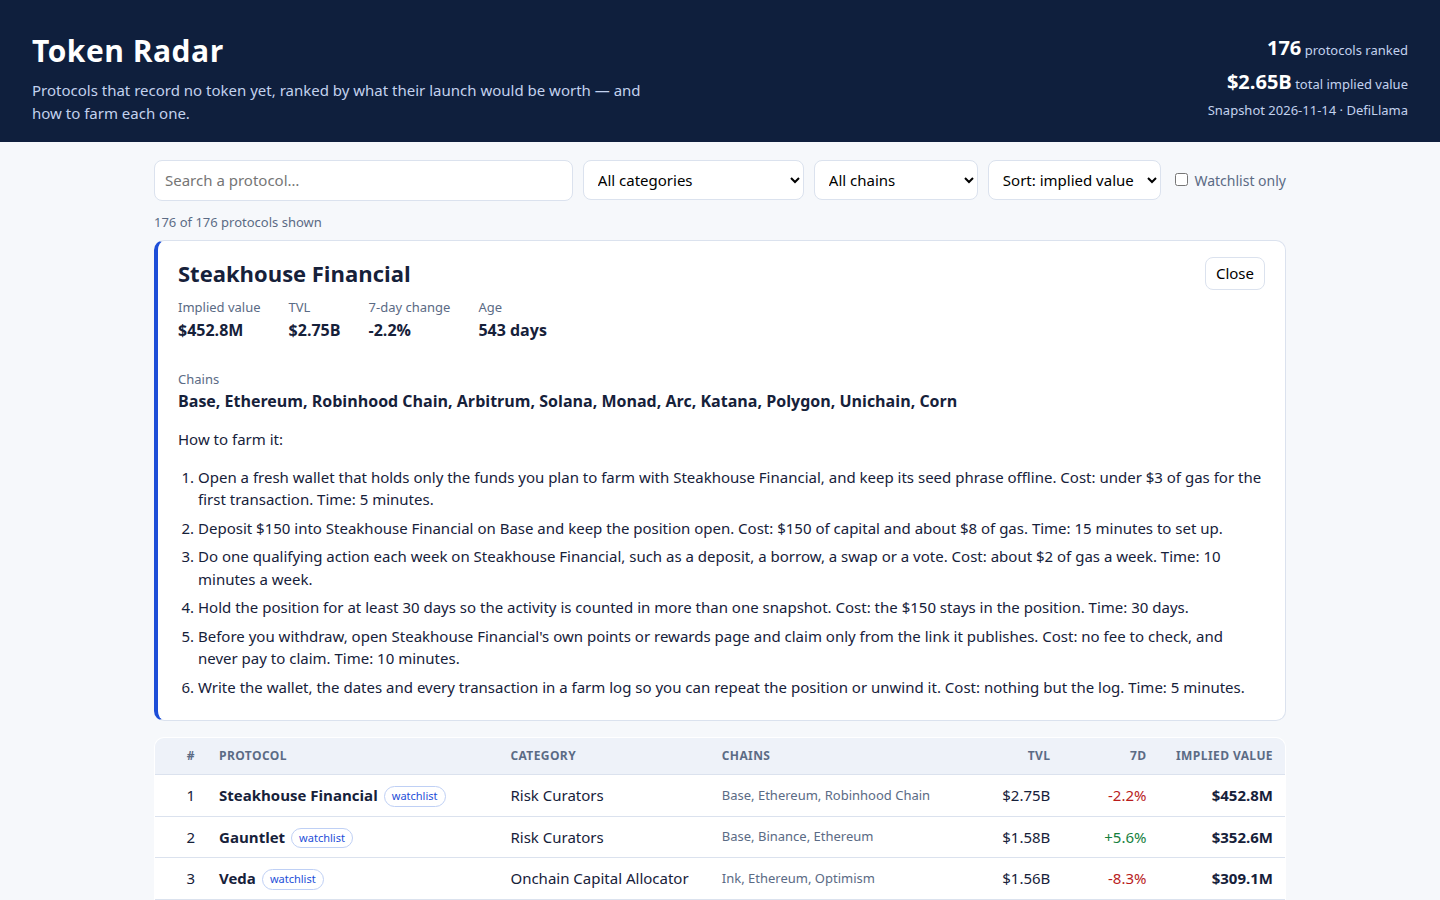 Token Radar
Protocols that record no token yet, ranked by what their launch would be worth — and
how to farm each one.
176 protocols ranked
$2.65B total implied value
Snapshot 2026-11-14 · DefiLlama
Search a protocol...
All categories
All chains
Sort: implied value
Watchlist only
176 of 176 protocols shown
Steakhouse Financial
Close
Implied value TVL 7-day change Age
$452.8M $2.75B -2.2% 543 days
Chains
Base, Ethereum, Robinhood Chain, Arbitrum, Solana, Monad, Arc, Katana, Polygon, Unichain, Corn
How to farm it:
1. Open a fresh wallet that holds only the funds you plan to farm with Steakhouse Financial, and keep its seed phrase offline. Cost: under $3 of gas for the
first transaction. Time: 5 minutes.
2. Deposit $150 into Steakhouse Financial on Base and keep the position open. Cost: $150 of capital and about $8 of gas. Time: 15 minutes to set up.
3. Do one qualifying action each week on Steakhouse Financial, such as a deposit, a borrow, a swap or a vote. Cost: about $2 of gas a week. Time: 10
minutes a week.
4. Hold the position for at least 30 days so the activity is counted in more than one snapshot. Cost: the $150 stays in the position. Time: 30 days.
5. Before you withdraw, open Steakhouse Financial's own points or rewards page and claim only from the link it publishes. Cost: no fee to check, and
never pay to claim. Time: 10 minutes.
6. Write the wallet, the dates and every transaction in a farm log so you can repeat the position or unwind it. Cost: nothing but the log. Time: 5 minutes.
# PROTOCOL CATEGORY CHAINS TVL 7D IMPLIED VALUE
1 Steakhouse Financial watchlist Risk Curators Base, Ethereum, Robinhood Chain $2.75B -2.2% $452.8M
2 Gauntlet watchlist Risk Curators Base, Binance, Ethereum $1.58B +5.6% $352.6M
3 Veda watchlist Onchain Capital Allocator Ink, Ethereum, Optimism $1.56B -8.3% $309.1M